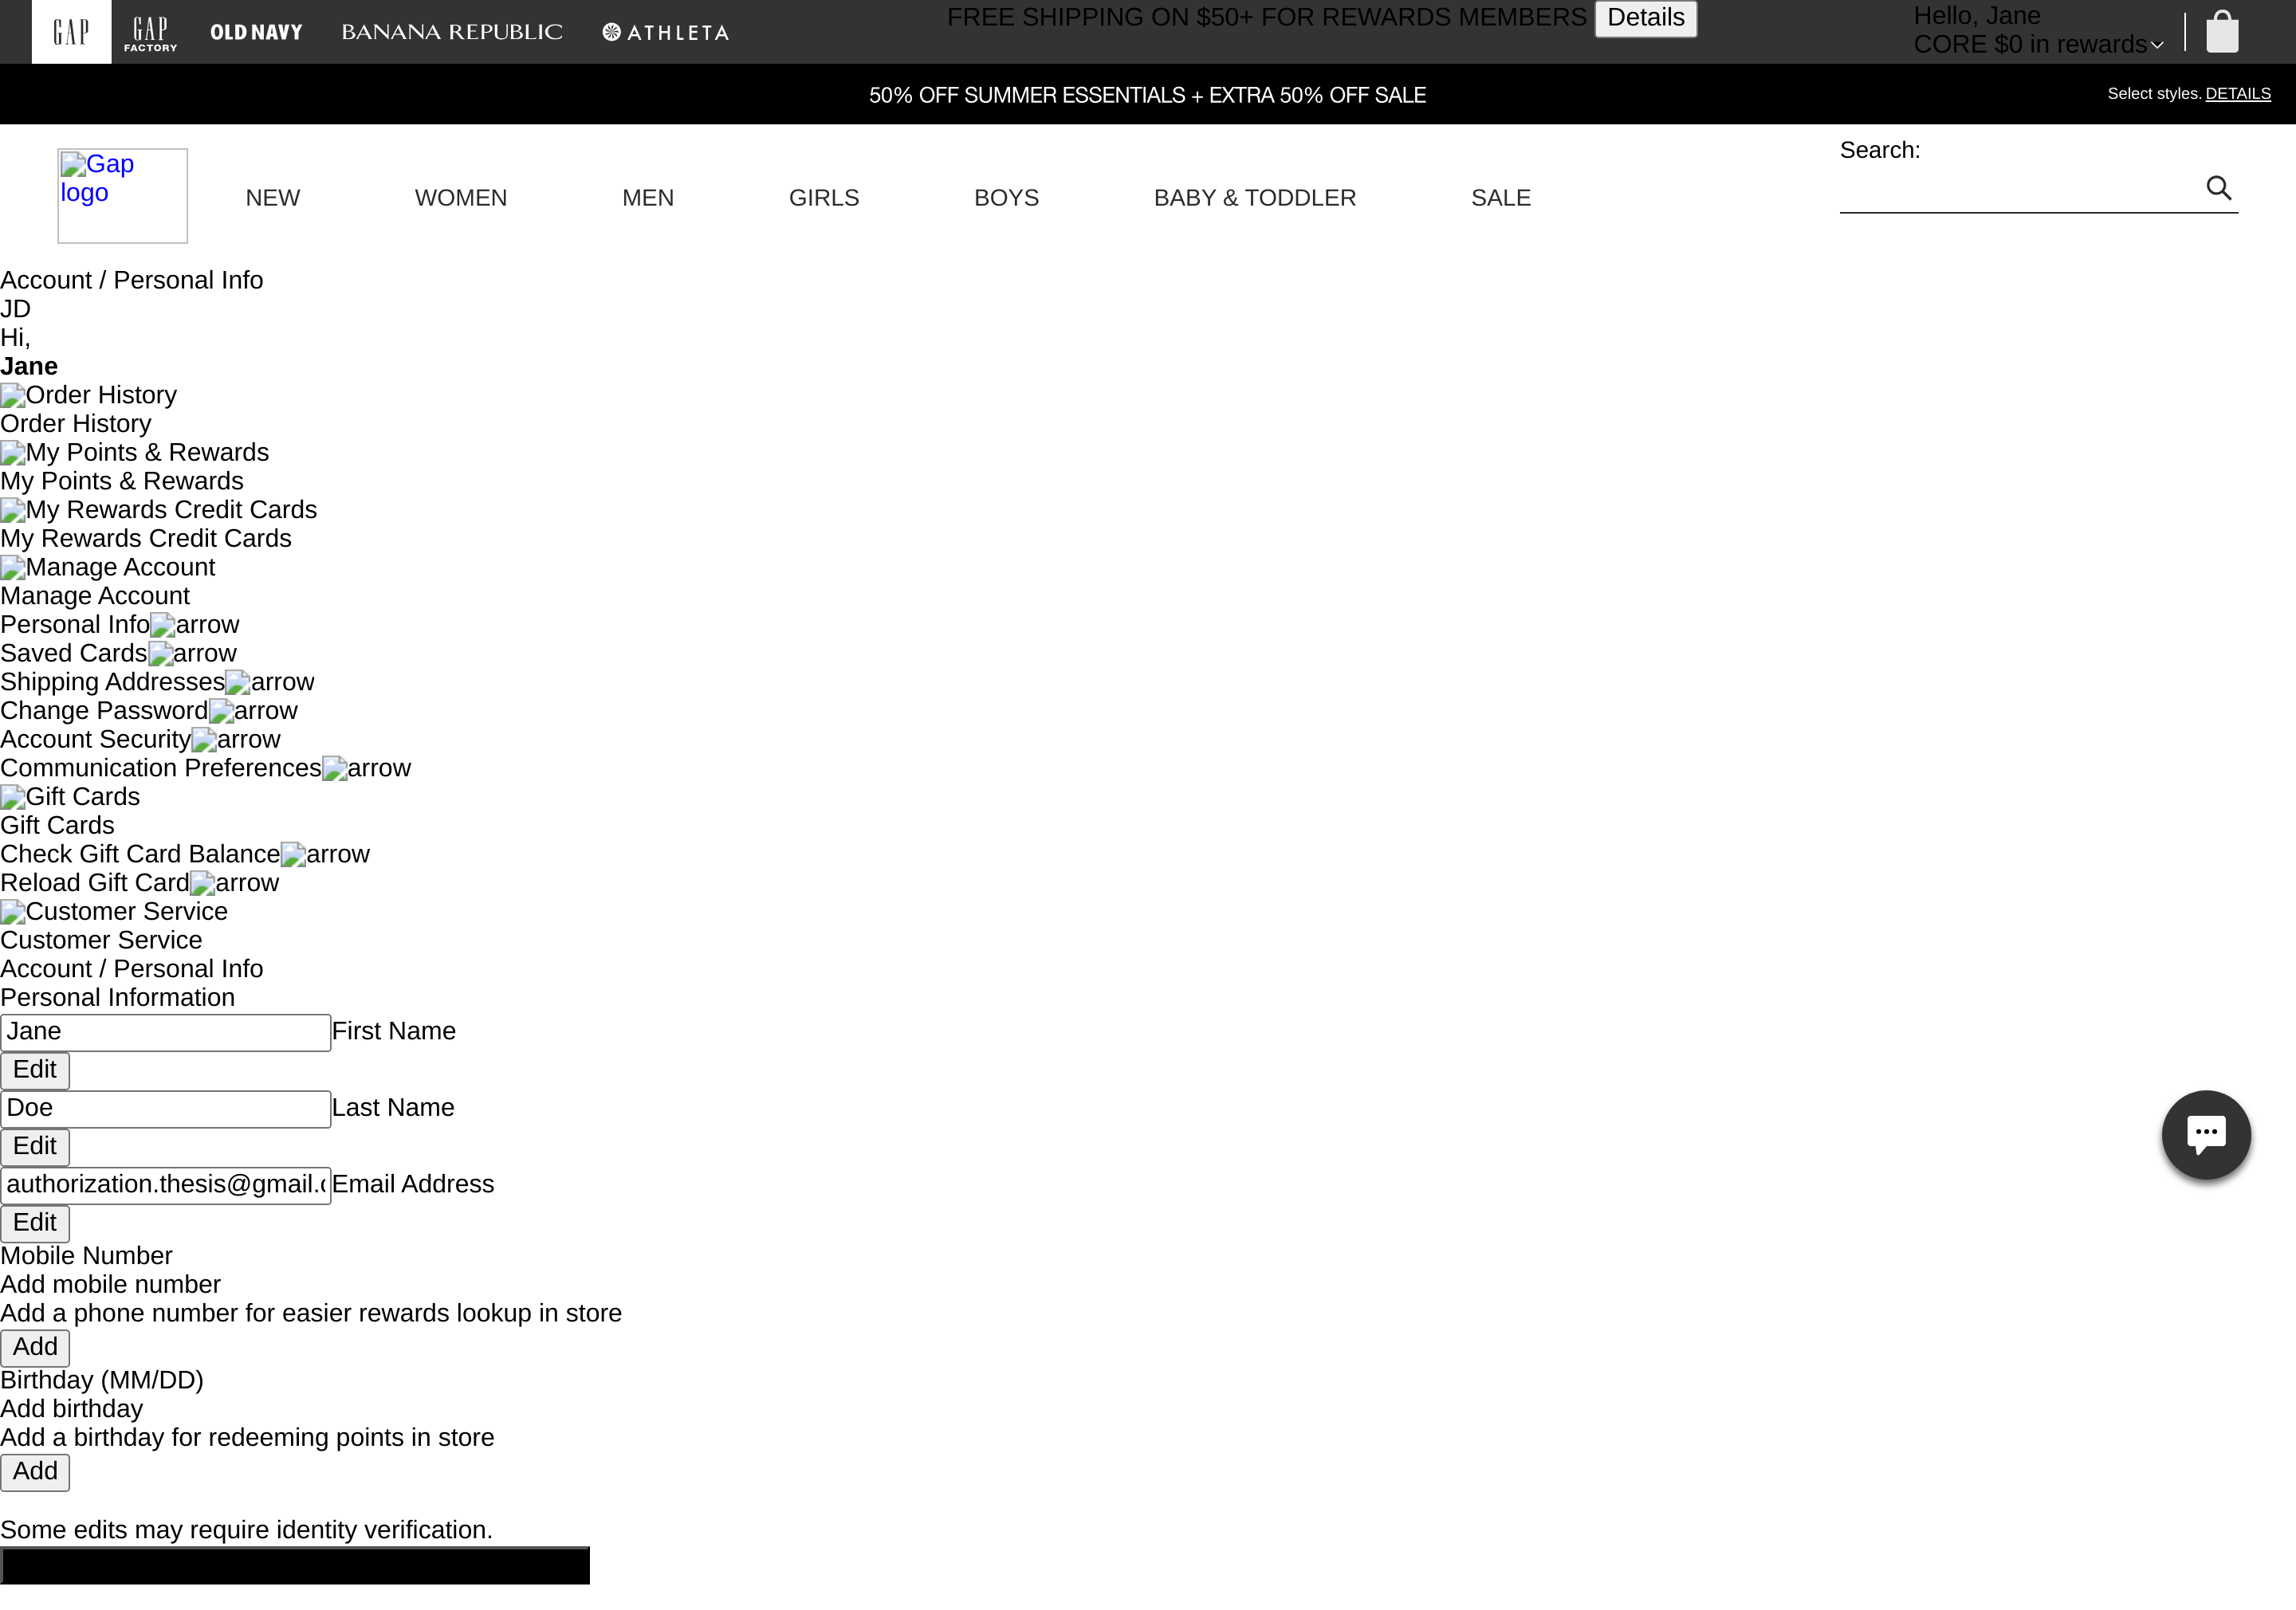 GAP
GAP FACTORY
OLD NAVY
BANANA REPUBLIC
ATHLETA
FREE SHIPPING ON $50+ FOR REWARDS MEMBERS Details
Hello, Jane
CORE $0 in rewards
50% OFF SUMMER ESSENTIALS + EXTRA 50% OFF SALE
Select styles. DETAILS
Gap logo
NEW WOMEN MEN GIRLS BOYS BABY & TODDLER SALE
Search:
Account / Personal Info
JD
Hi,
Jane
Order History
Order History
My Points & Rewards
My Points & Rewards
My Rewards Credit Cards
My Rewards Credit Cards
Manage Account
Manage Account
Personal Info arrow
Saved Cards arrow
Shipping Addresses arrow
Change Password arrow
Account Security arrow
Communication Preferences arrow
Gift Cards
Gift Cards
Check Gift Card Balance arrow
Reload Gift Card arrow
Customer Service
Customer Service
Account / Personal Info
Personal Information
Jane First Name
Edit
Doe Last Name
Edit
authorization.thesis@gmail.c Email Address
Edit
Mobile Number
Add mobile number
Add a phone number for easier rewards lookup in store
Add
Birthday (MM/DD)
Add birthday
Add a birthday for redeeming points in store
Add
Some edits may require identity verification.